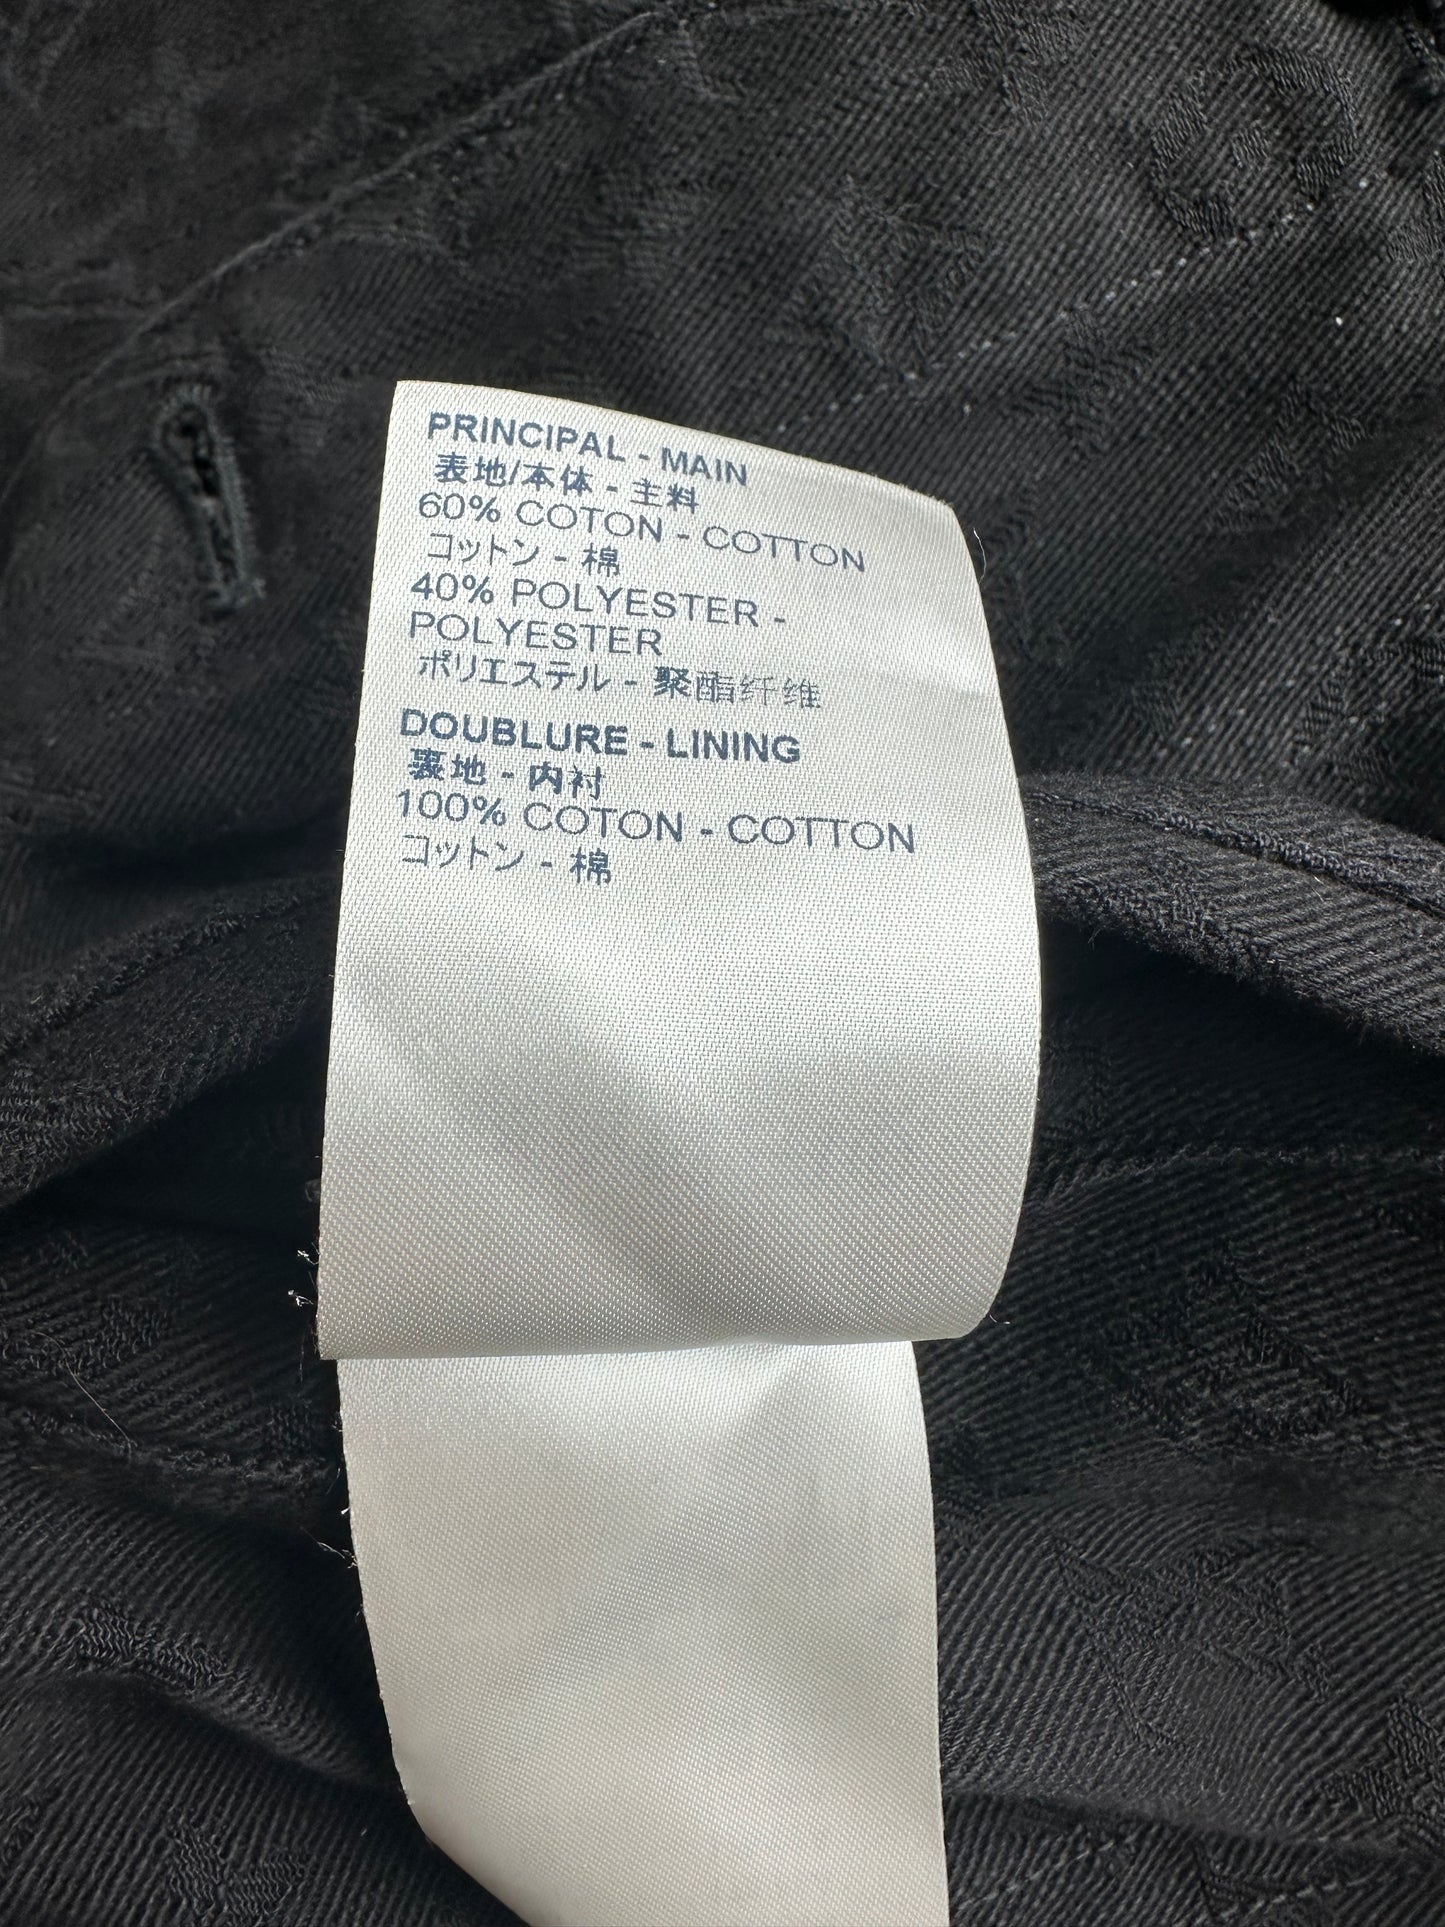 PRINCIPAL - MAIN
表地/本体 - 主料
60% COTON - COTTON
コットン - 棉
40% POLYESTER -
POLYESTER
ポリエステル - 聚酯纤维
DOUBLURE - LINING
裏地 - 内衬
100% COTON - COTTON
コットン - 棉